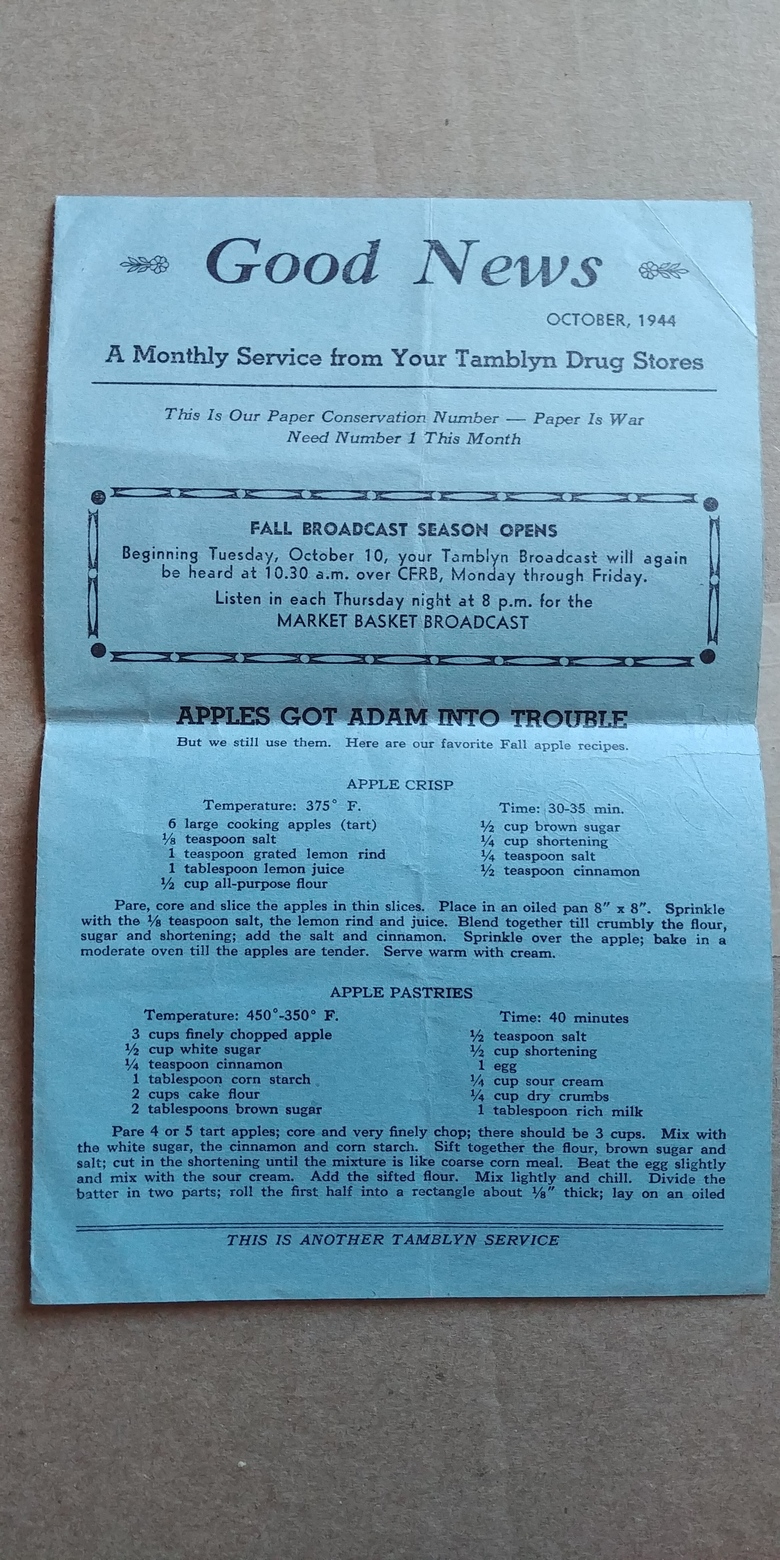 Good News
OCTOBER, 1944
A Monthly Service from Your Tamblyn Drug Stores
This Is Our Paper Conservation Number — Paper Is War
Need Number 1 This Month
FALL BROADCAST SEASON OPENS
Beginning Tuesday, October 10, your Tamblyn Broadcast will again
be heard at 10.30 a.m. over CFRB, Monday through Friday.
Listen in each Thursday night at 8 p.m. for the
MARKET BASKET BROADCAST
APPLES GOT ADAM INTO TROUBLE
But we still use them. Here are our favorite Fall apple recipes.
APPLE CRISP
Temperature: 375° F.
6 large cooking apples (tart)
⅛ teaspoon salt
1 teaspoon grated lemon rind
1 tablespoon lemon juice
½ cup all-purpose flour
Time: 30-35 min.
½ cup brown sugar
¼ cup shortening
¼ teaspoon salt
½ teaspoon cinnamon
Pare, core and slice the apples in thin slices. Place in an oiled pan 8″ x 8″. Sprinkle
with the ⅛ teaspoon salt, the lemon rind and juice. Blend together till crumbly the flour,
sugar and shortening; add the salt and cinnamon. Sprinkle over the apple; bake in a
moderate oven till the apples are tender. Serve warm with cream.
APPLE PASTRIES
Temperature: 450°-350° F.
3 cups finely chopped apple
½ cup white sugar
¼ teaspoon cinnamon
1 tablespoon corn starch
2 cups cake flour
2 tablespoons brown sugar
Time: 40 minutes
½ teaspoon salt
½ cup shortening
1 egg
¼ cup sour cream
¼ cup dry crumbs
1 tablespoon rich milk
Pare 4 or 5 tart apples; core and very finely chop; there should be 3 cups. Mix with
the white sugar, the cinnamon and corn starch. Sift together the flour, brown sugar and
salt; cut in the shortening until the mixture is like coarse corn meal. Beat the egg slightly
and mix with the sour cream. Add the sifted flour. Mix lightly and chill. Divide the
batter in two parts; roll the first half into a rectangle about ⅛″ thick; lay on an oiled
THIS IS ANOTHER TAMBLYN SERVICE